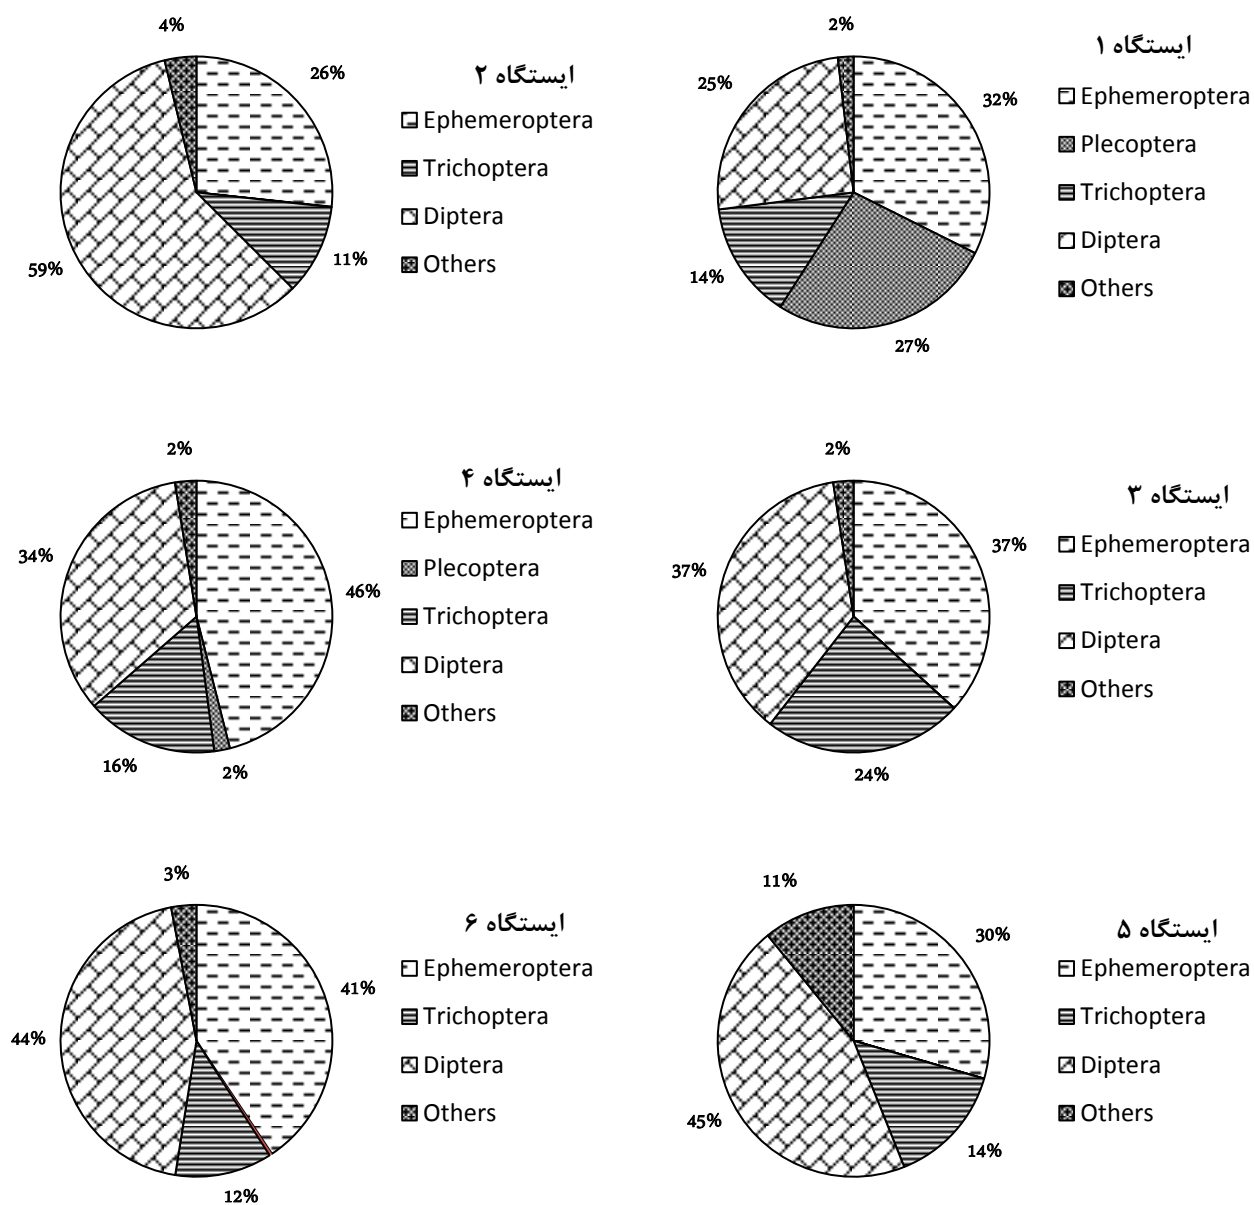 ایستگاه ۱
2%
32%
27%
14%
25%
Ephemeroptera
Plecoptera
Trichoptera
Diptera
Others
ایستگاه ۲
4%
26%
11%
59%
Ephemeroptera
Trichoptera
Diptera
Others
ایستگاه ۳
2%
37%
24%
37%
Ephemeroptera
Trichoptera
Diptera
Others
ایستگاه ۴
2%
46%
2%
16%
34%
Ephemeroptera
Plecoptera
Trichoptera
Diptera
Others
ایستگاه ۵
11%
30%
14%
45%
Ephemeroptera
Trichoptera
Diptera
Others
ایستگاه ۶
3%
41%
12%
44%
Ephemeroptera
Trichoptera
Diptera
Others